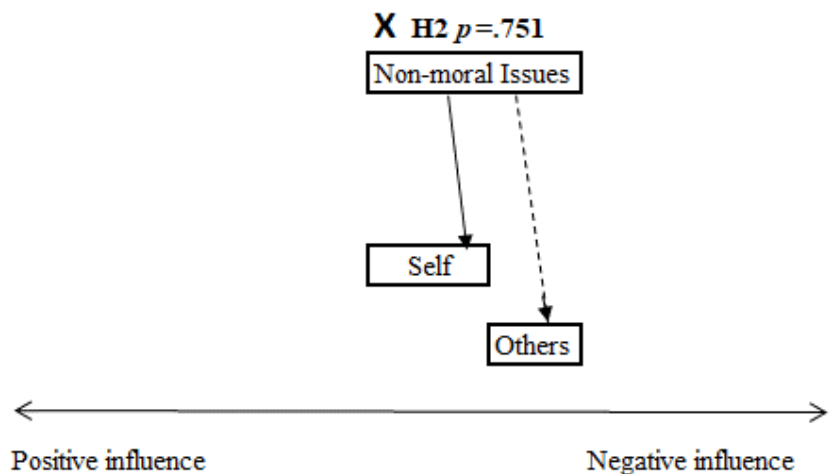 X H2 p=.751
Non-moral Issues
Self
Others
Positive influence Negative influence